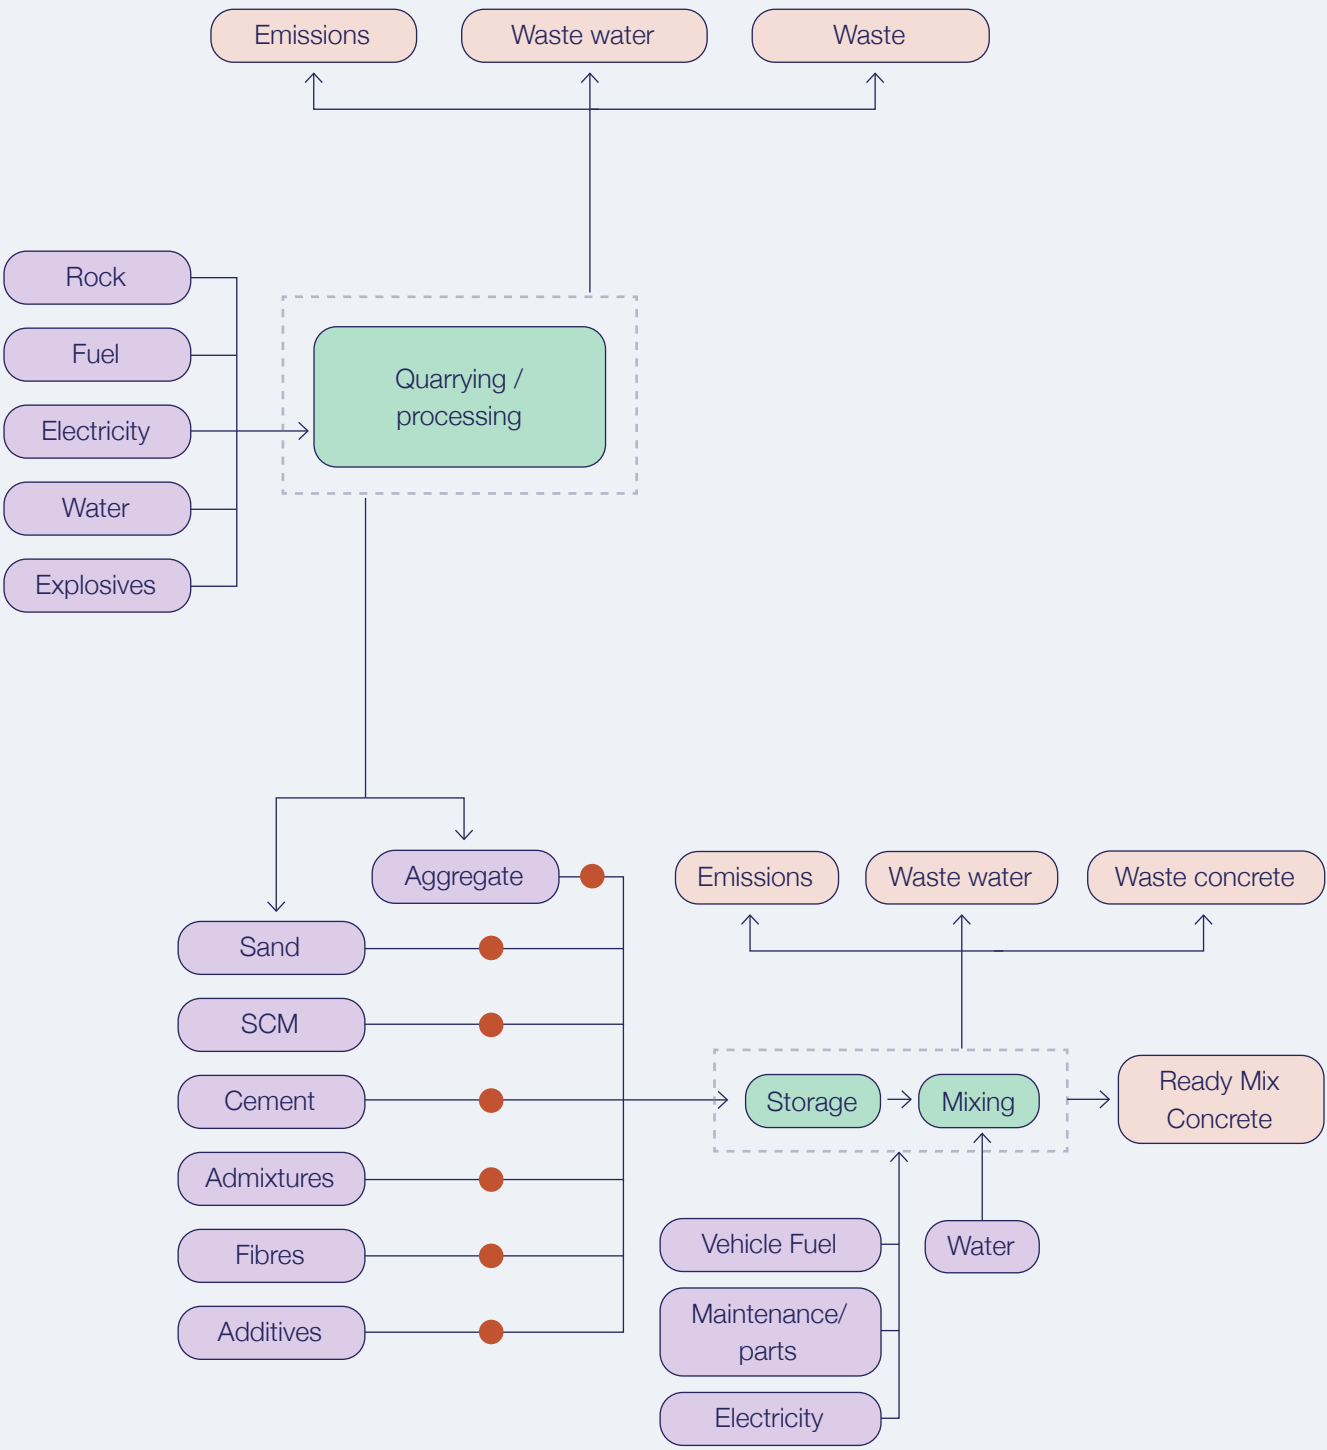 Emissions
Waste water
Waste
Rock
Fuel
Electricity
Water
Explosives
Quarrying /
processing
Aggregate
Sand
SCM
Cement
Admixtures
Fibres
Additives
Emissions
Waste water
Waste concrete
Storage
Mixing
Ready Mix
Concrete
Vehicle Fuel
Water
Maintenance/
parts
Electricity